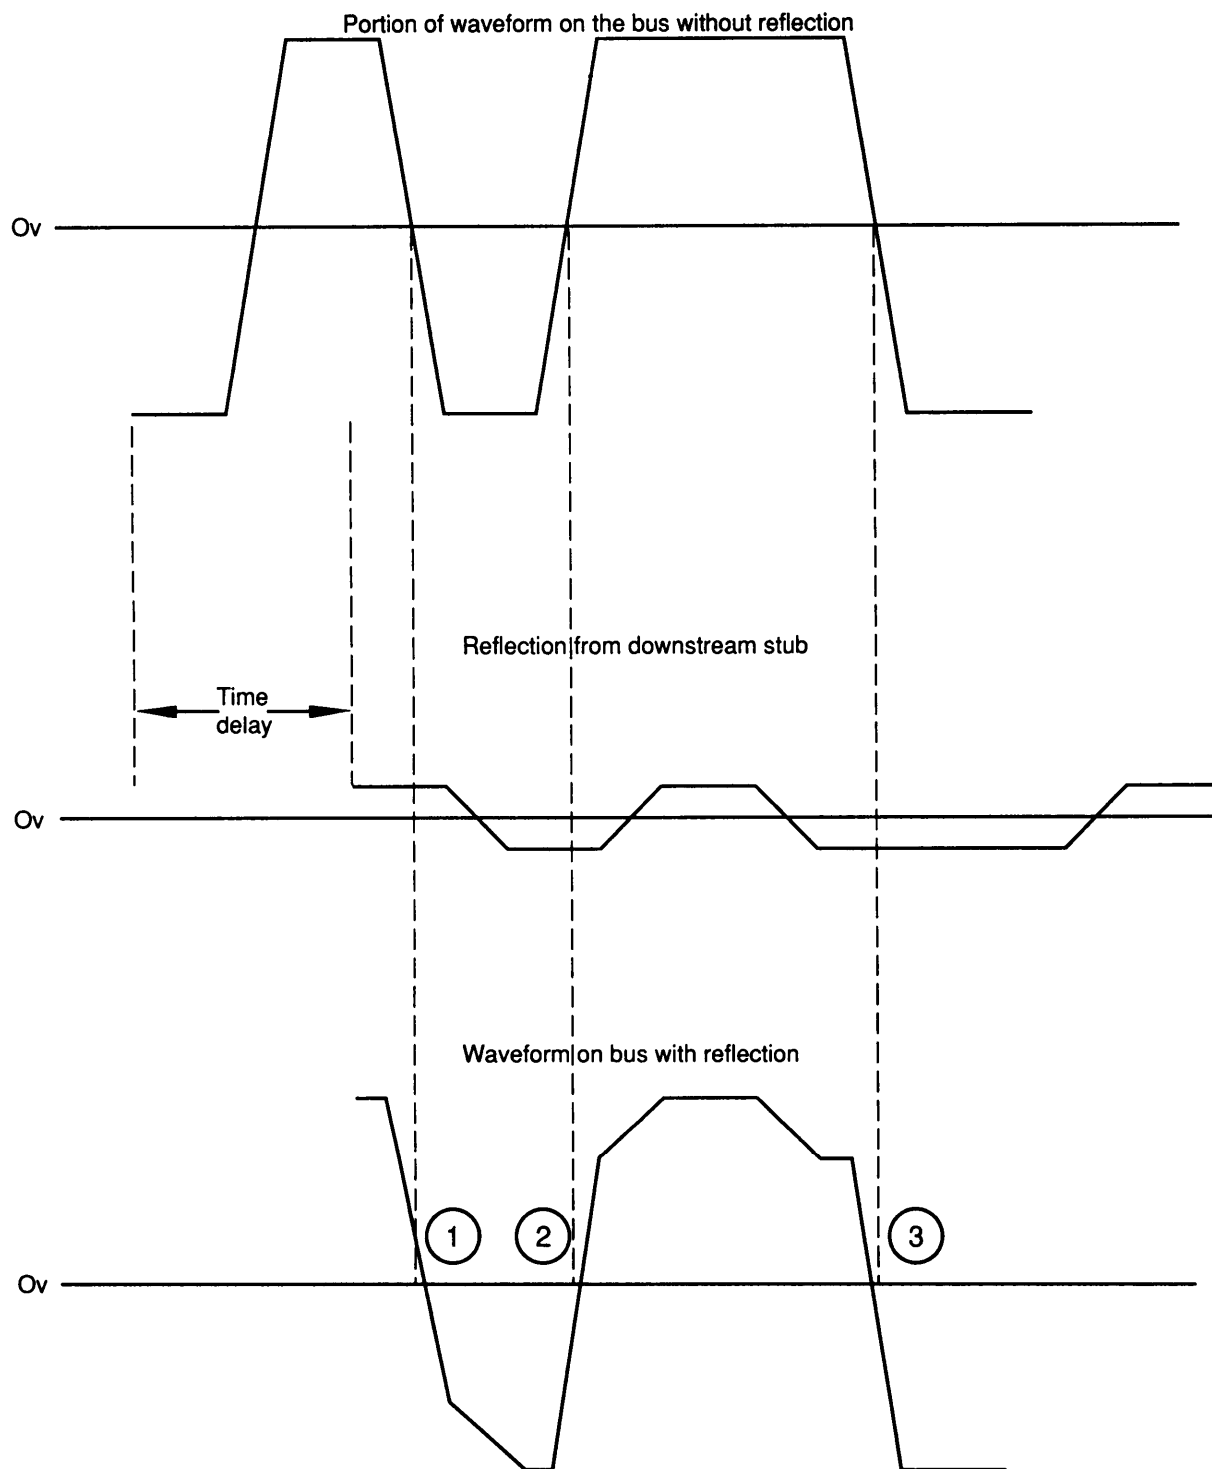 Portion of waveform on the bus without reflection
Ov
Reflection from downstream stub
Time
delay
Ov
Waveform on bus with reflection
1
2
3
Ov